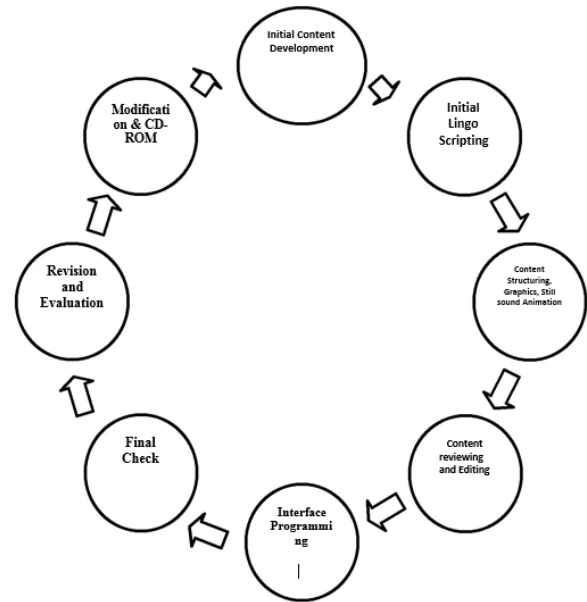 Initial Content
Development
Initial
Lingo
Scripting
Content
Structuring,
Graphics, Still
sound Animation
Content
reviewing
and Editing
Interface
Programmi
ng
Final
Check
Revision
and
Evaluation
Modificati
on & CD-
ROM